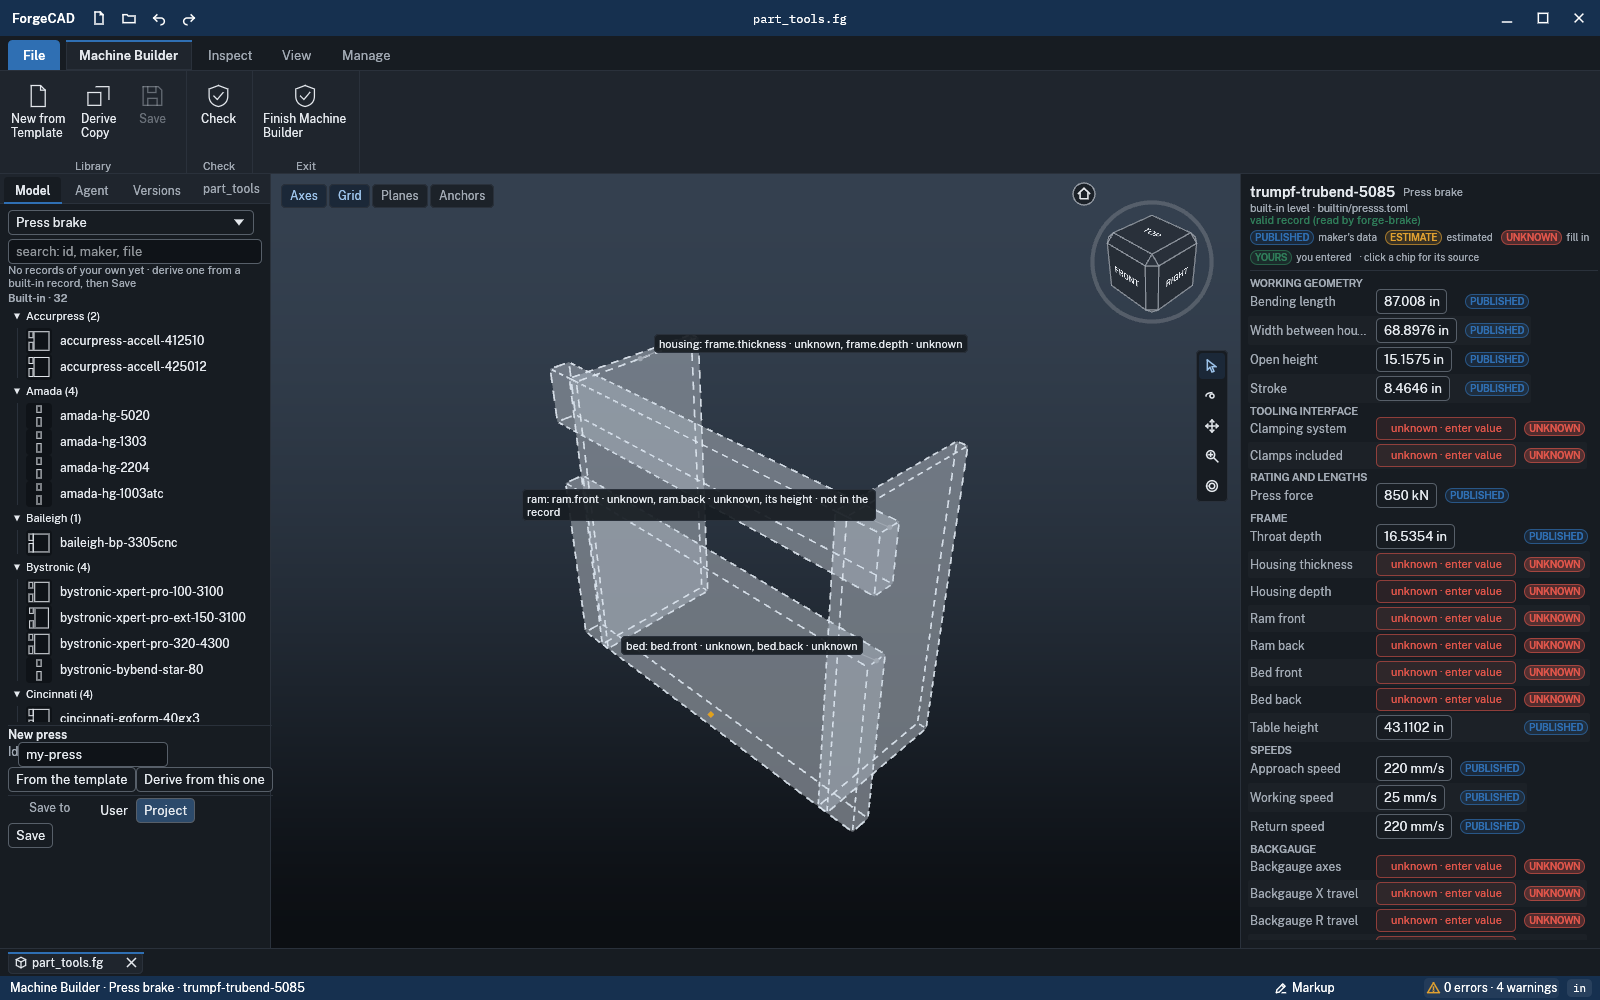 ForgeCAD
part_tools.fg
File
Machine Builder
Inspect
View
Manage
New from
Template
Derive
Copy
Save
Check
Finish Machine
Builder
Library
Check
Exit
Model
Agent
Versions
part_tools
Press brake
search: id, maker, file
No records of your own yet · derive one from a
built-in record, then Save
Built-in · 32
Accurpress (2)
accurpress-accell-412510
accurpress-accell-425012
Amada (4)
amada-hg-5020
amada-hg-1303
amada-hg-2204
amada-hg-1003atc
Baileigh (1)
baileigh-bp-3305cnc
Bystronic (4)
bystronic-xpert-pro-100-3100
bystronic-xpert-pro-ext-150-3100
bystronic-xpert-pro-320-4300
bystronic-bybend-star-80
Cincinnati (4)
cincinnati-goform-40gx3
New press
Id
my-press
From the template
Derive from this one
Save to
User
Project
Save
Axes
Grid
Planes
Anchors
TOP
FRONT
RIGHT
housing: frame.thickness · unknown, frame.depth · unknown
ram: ram.front · unknown, ram.back · unknown, its height · not in the
record
bed: bed.front · unknown, bed.back · unknown
trumpf-trubend-5085 Press brake
built-in level · builtin/presss.toml
valid record (read by forge-brake)
PUBLISHED maker's data ESTIMATE estimated UNKNOWN fill in
YOURS you entered · click a chip for its source
WORKING GEOMETRY
Bending length 87.008 in PUBLISHED
Width between hou... 68.8976 in PUBLISHED
Open height 15.1575 in PUBLISHED
Stroke 8.4646 in PUBLISHED
TOOLING INTERFACE
Clamping system unknown · enter value UNKNOWN
Clamps included unknown · enter value UNKNOWN
RATING AND LENGTHS
Press force 850 kN PUBLISHED
FRAME
Throat depth 16.5354 in PUBLISHED
Housing thickness unknown · enter value UNKNOWN
Housing depth unknown · enter value UNKNOWN
Ram front unknown · enter value UNKNOWN
Ram back unknown · enter value UNKNOWN
Bed front unknown · enter value UNKNOWN
Bed back unknown · enter value UNKNOWN
Table height 43.1102 in PUBLISHED
SPEEDS
Approach speed 220 mm/s PUBLISHED
Working speed 25 mm/s PUBLISHED
Return speed 220 mm/s PUBLISHED
BACKGAUGE
Backgauge axes unknown · enter value UNKNOWN
Backgauge X travel unknown · enter value UNKNOWN
Backgauge R travel unknown · enter value UNKNOWN
part_tools.fg
Machine Builder · Press brake · trumpf-trubend-5085
Markup
0 errors · 4 warnings
in